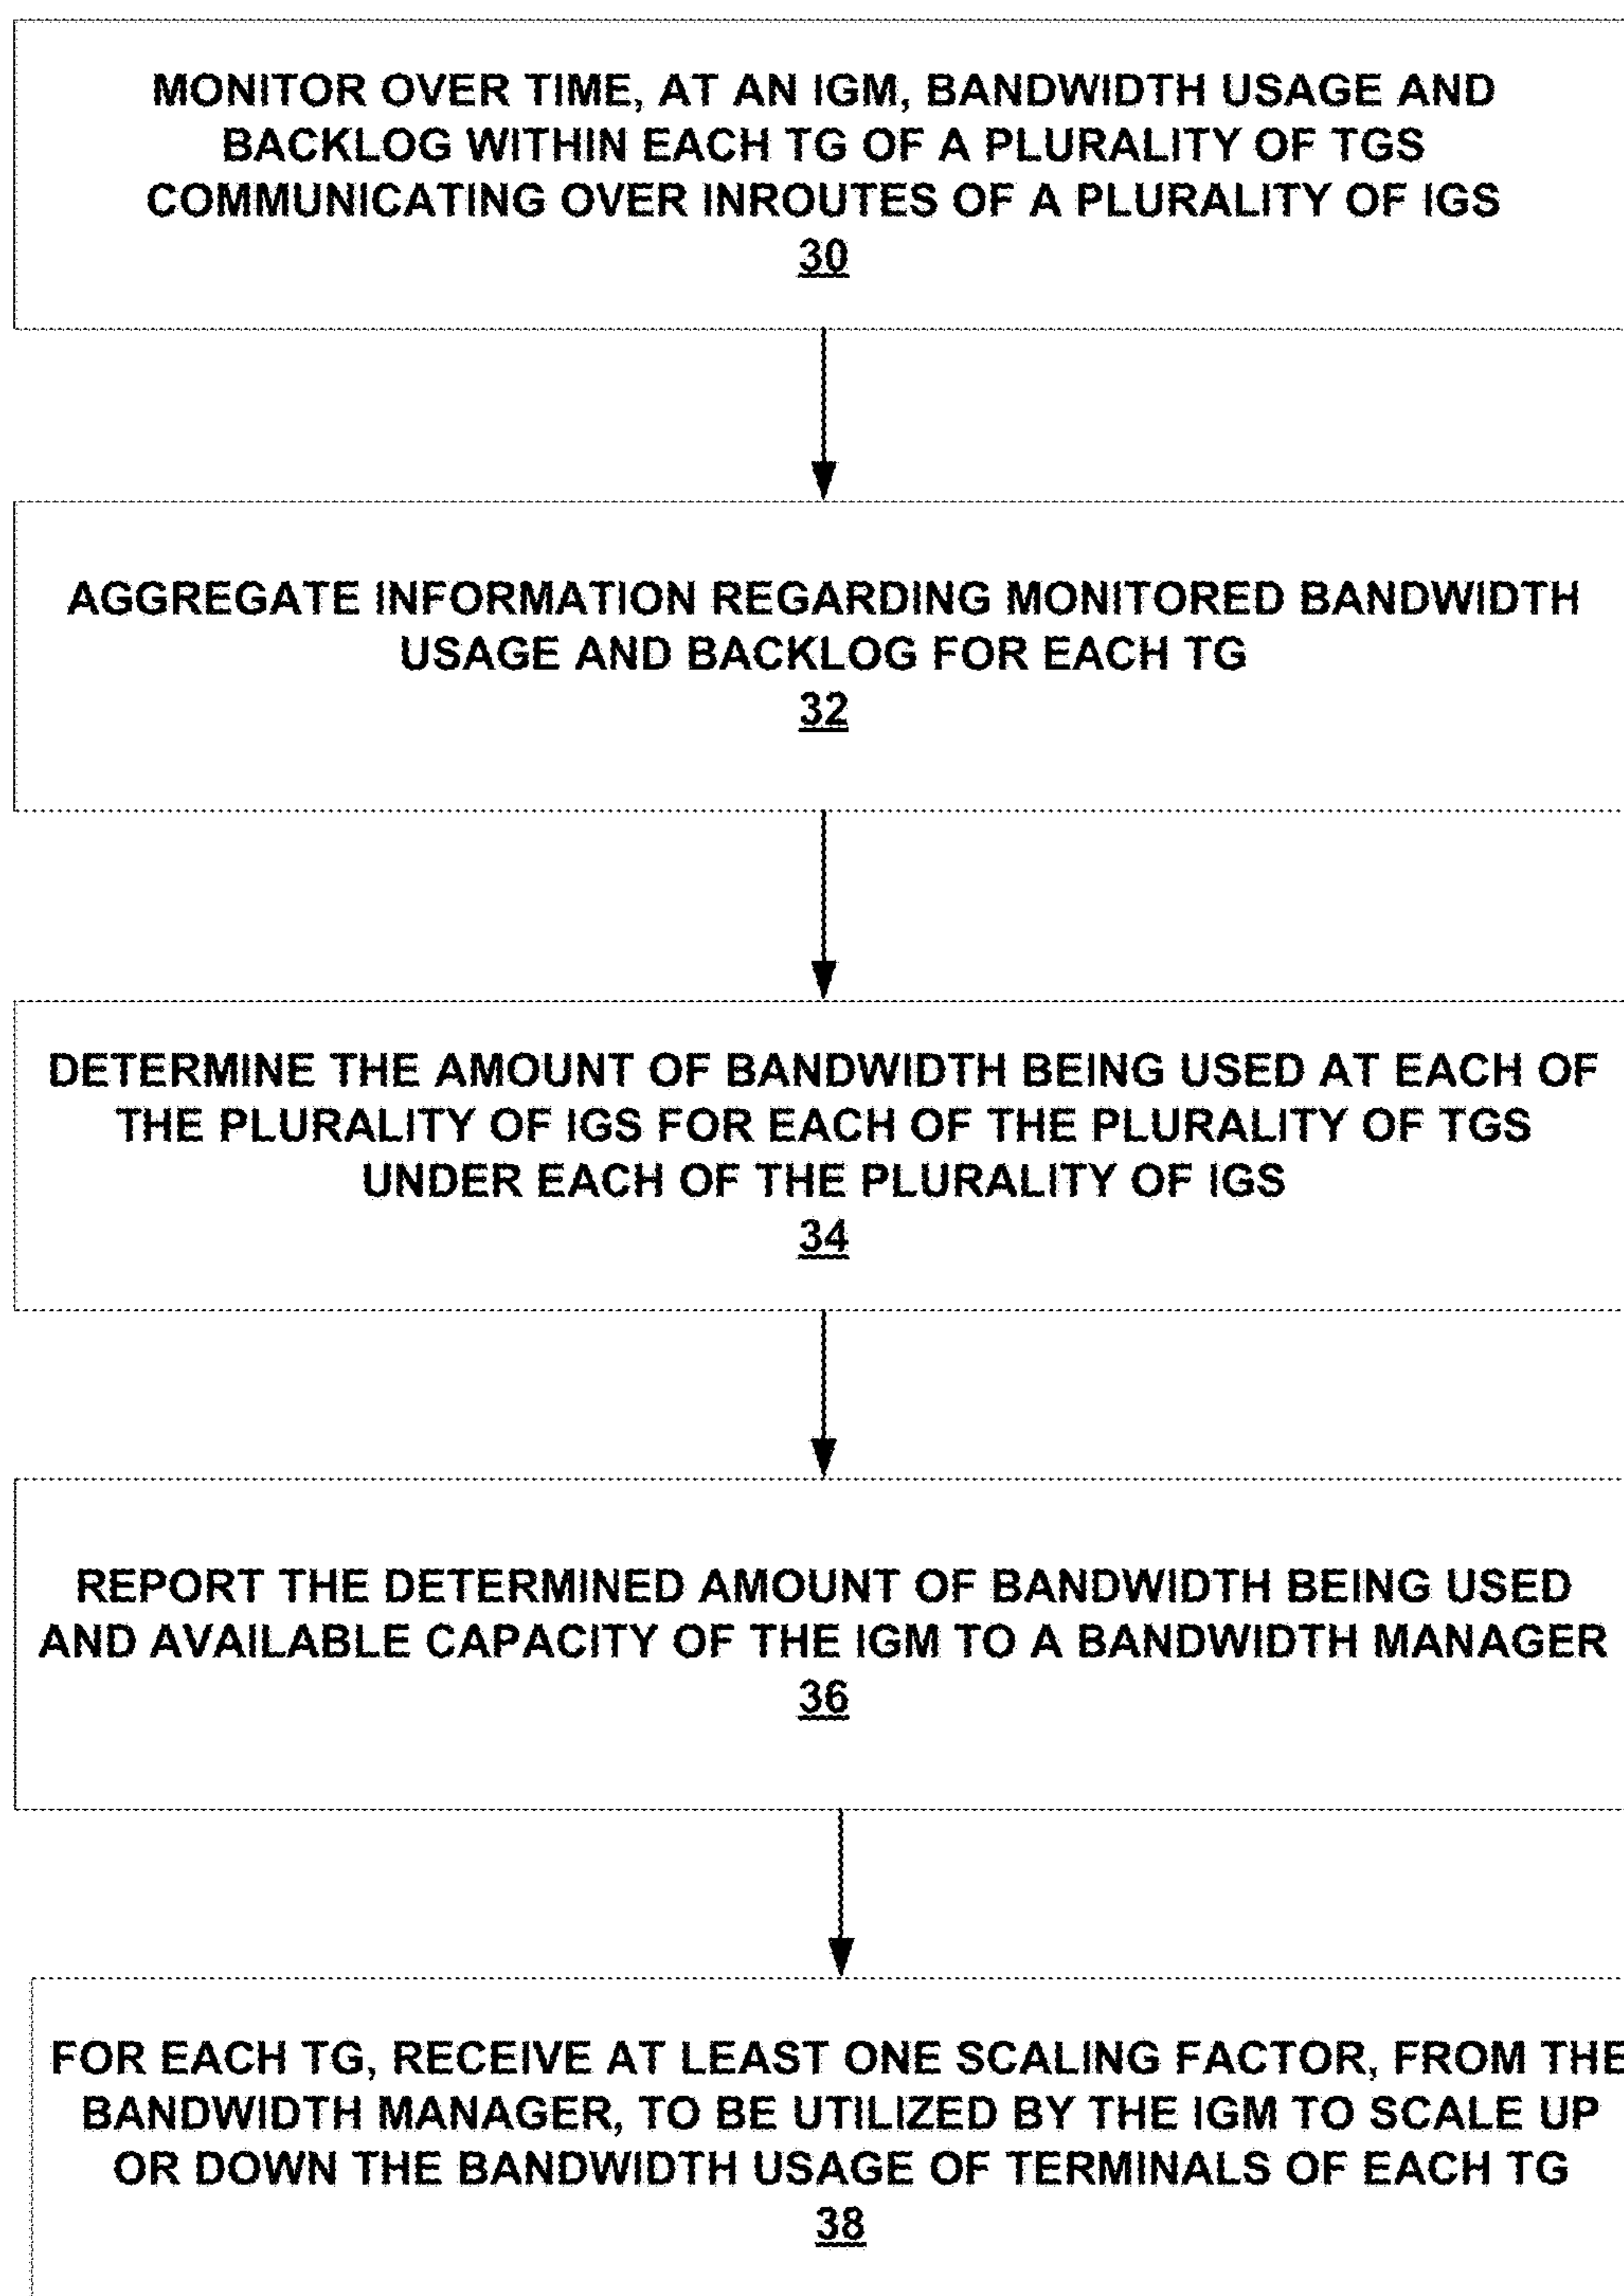 MONITOR OVER TIME, AT AN IGM, BANDWIDTH USAGE AND
BACKLOG WITHIN EACH TG OF A PLURALITY OF TGS
COMMUNICATING OVER INROUTES OF A PLURALITY OF IGS
30
AGGREGATE INFORMATION REGARDING MONITORED BANDWIDTH
USAGE AND BACKLOG FOR EACH TG
32
DETERMINE THE AMOUNT OF BANDWIDTH BEING USED AT EACH OF
THE PLURALITY OF IGS FOR EACH OF THE PLURALITY OF TGS
UNDER EACH OF THE PLURALITY OF IGS
34
REPORT THE DETERMINED AMOUNT OF BANDWIDTH BEING USED
AND AVAILABLE CAPACITY OF THE IGM TO A BANDWIDTH MANAGER
36
FOR EACH TG, RECEIVE AT LEAST ONE SCALING FACTOR, FROM THE
BANDWIDTH MANAGER, TO BE UTILIZED BY THE IGM TO SCALE UP
OR DOWN THE BANDWIDTH USAGE OF TERMINALS OF EACH TG
38